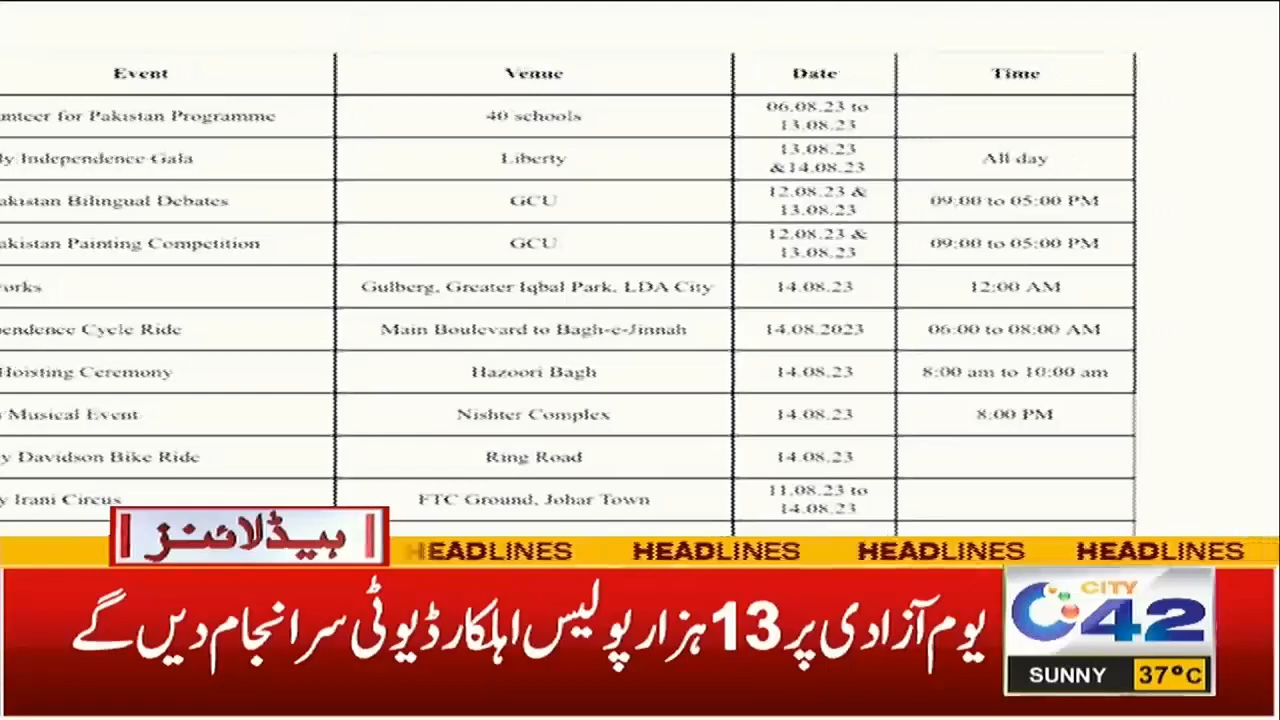 Event Venue Date Time
nteer for Pakistan Programme 40 schools 06.08.23 to 13.08.23
ly Independence Gala Liberty 13.08.23 &14.08.23 All day
akistan Bilingual Debates GCU 12.08.23 & 13.08.23 09:00 to 05:00 PM
akistan Painting Competition GCU 12.08.23 & 13.08.23 09:00 to 05:00 PM
orks Gulberg, Greater Iqbal Park, LDA City 14.08.23 12:00 AM
endence Cycle Ride Main Boulevard to Bagh-e-Jinnah 14.08.2023 06:00 to 08:00 AM
Hoisting Ceremony Hazoori Bagh 14.08.23 8:00 am to 10:00 am
Musical Event Nishter Complex 14.08.23 8:00 PM
y Davidson Bike Ride Ring Road 14.08.23
y Irani Circus FTC Ground, Johar Town 11.08.23 to 14.08.23
ہیڈلائنز
HEADLINES HEADLINES HEADLINES HEADLINES
یوم آزادی پر 13 ہزار پولیس اہلکار ڈیوٹی سرانجام دیں گے
CITY
42
SUNNY 37°C